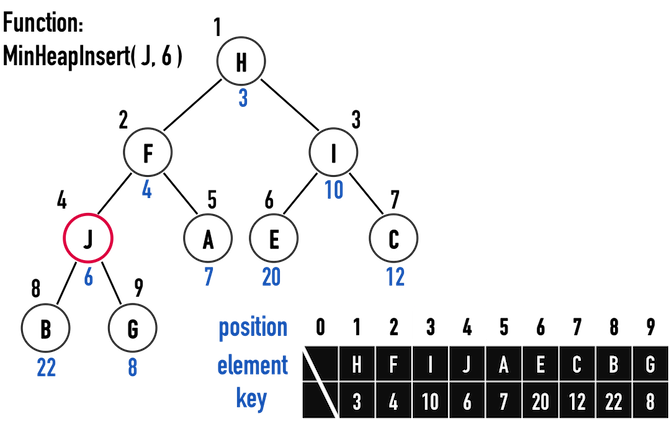 Function:
MinHeapInsert( J, 6 )
1
H
3
2
F
4
3
I
10
4
J
6
5
A
7
6
E
20
7
C
12
8
B
22
9
G
8
position 0 1 2 3 4 5 6 7 8 9
element H F I J A E C B G
key 3 4 10 6 7 20 12 22 8